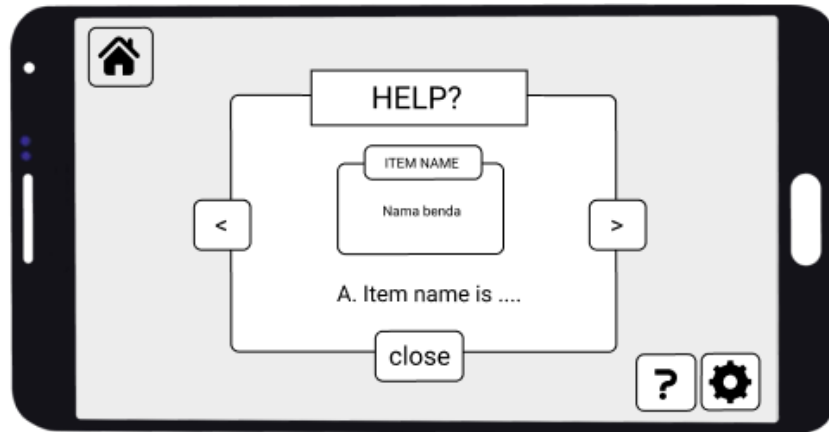 HELP?
ITEM NAME
Nama benda
<
>
A. Item name is ....
close
?